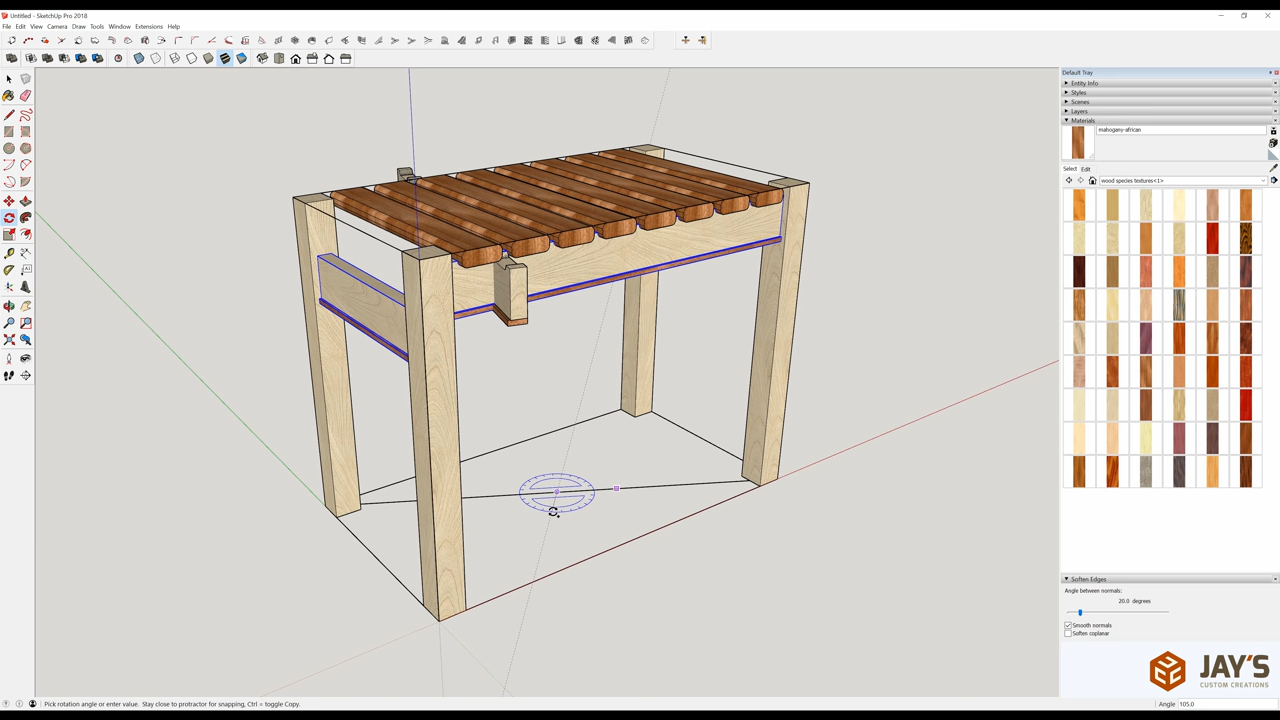 Untitled - SketchUp Pro 2018
File Edit View Camera Draw Tools Window Extensions Help
Default Tray
Entity Info
Styles
Scenes
Layers
Materials
mahogany-african
Select Edit
wood species textures<1>
Soften Edges
Angle between normals:
20.0 degrees
Smooth normals
Soften coplanar
JAY'S
CUSTOM CREATIONS
Pick rotation angle or enter value. Stay close to protractor for snapping, Ctrl = toggle Copy.
Angle 105.0